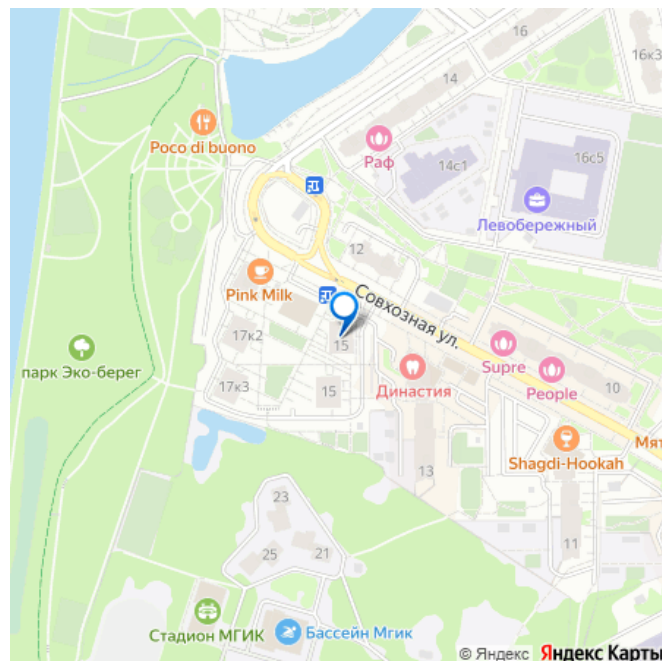 16
16к3
14
Poco di buono
Раф
14с1
16с5
Левобережный
12
Pink Milk
Совхозная ул.
17к2
15
Supre
парк Эко-берег
17к3
15
Династия
People
10
Мят
Shagdi-Hookah
13
23
11
25
21
Стадион МГИК
Бассейн Мгик
© Яндекс Яндекс Карты